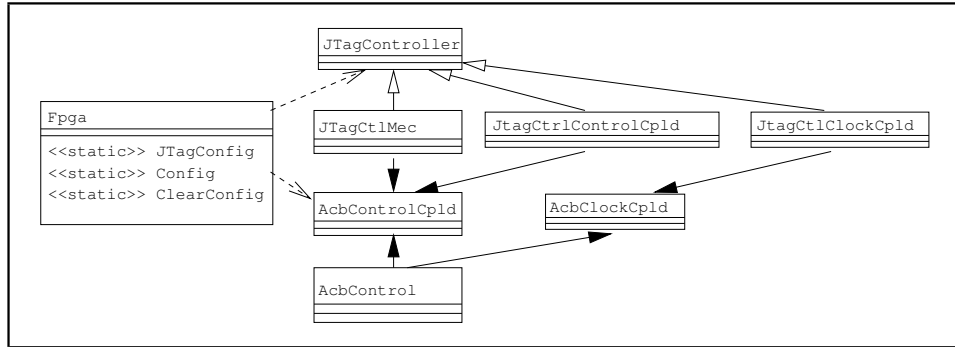 JTagController
Fpga
<<static>> JTagConfig
<<static>> Config
<<static>> ClearConfig
JTagCtlMec
JtagCtrlControlCpld
JtagCtlClockCpld
AcbControlCpld
AcbClockCpld
AcbControl